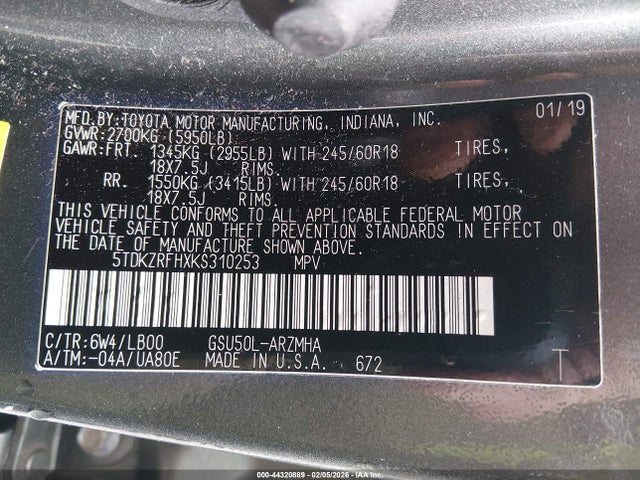 MFD.BY:TOYOTA MOTOR MANUFACTURING, INDIANA, INC. 01/19
GVWR:2700KG (5950LB)
GAWR:FRT. 1345KG (2955LB) WITH 245/60R18 TIRES,
18X7.5J RIMS.
RR. 1550KG (3415LB) WITH 245/60R18 TIRES,
18X7.5J RIMS.
THIS VEHICLE CONFORMS TO ALL APPLICABLE FEDERAL MOTOR
VEHICLE SAFETY AND THEFT PREVENTION STANDARDS IN EFFECT ON
THE DATE OF MANUFACTURE SHOWN ABOVE.
5TDKZRFHXKS310253 MPV
C/TR:6W4/LB00 GSU50L-ARZMHA
A/TM:-04A/UA80E MADE IN U.S.A. 672 T
000-44320889 - 02/05/2026 - IAA Inc.